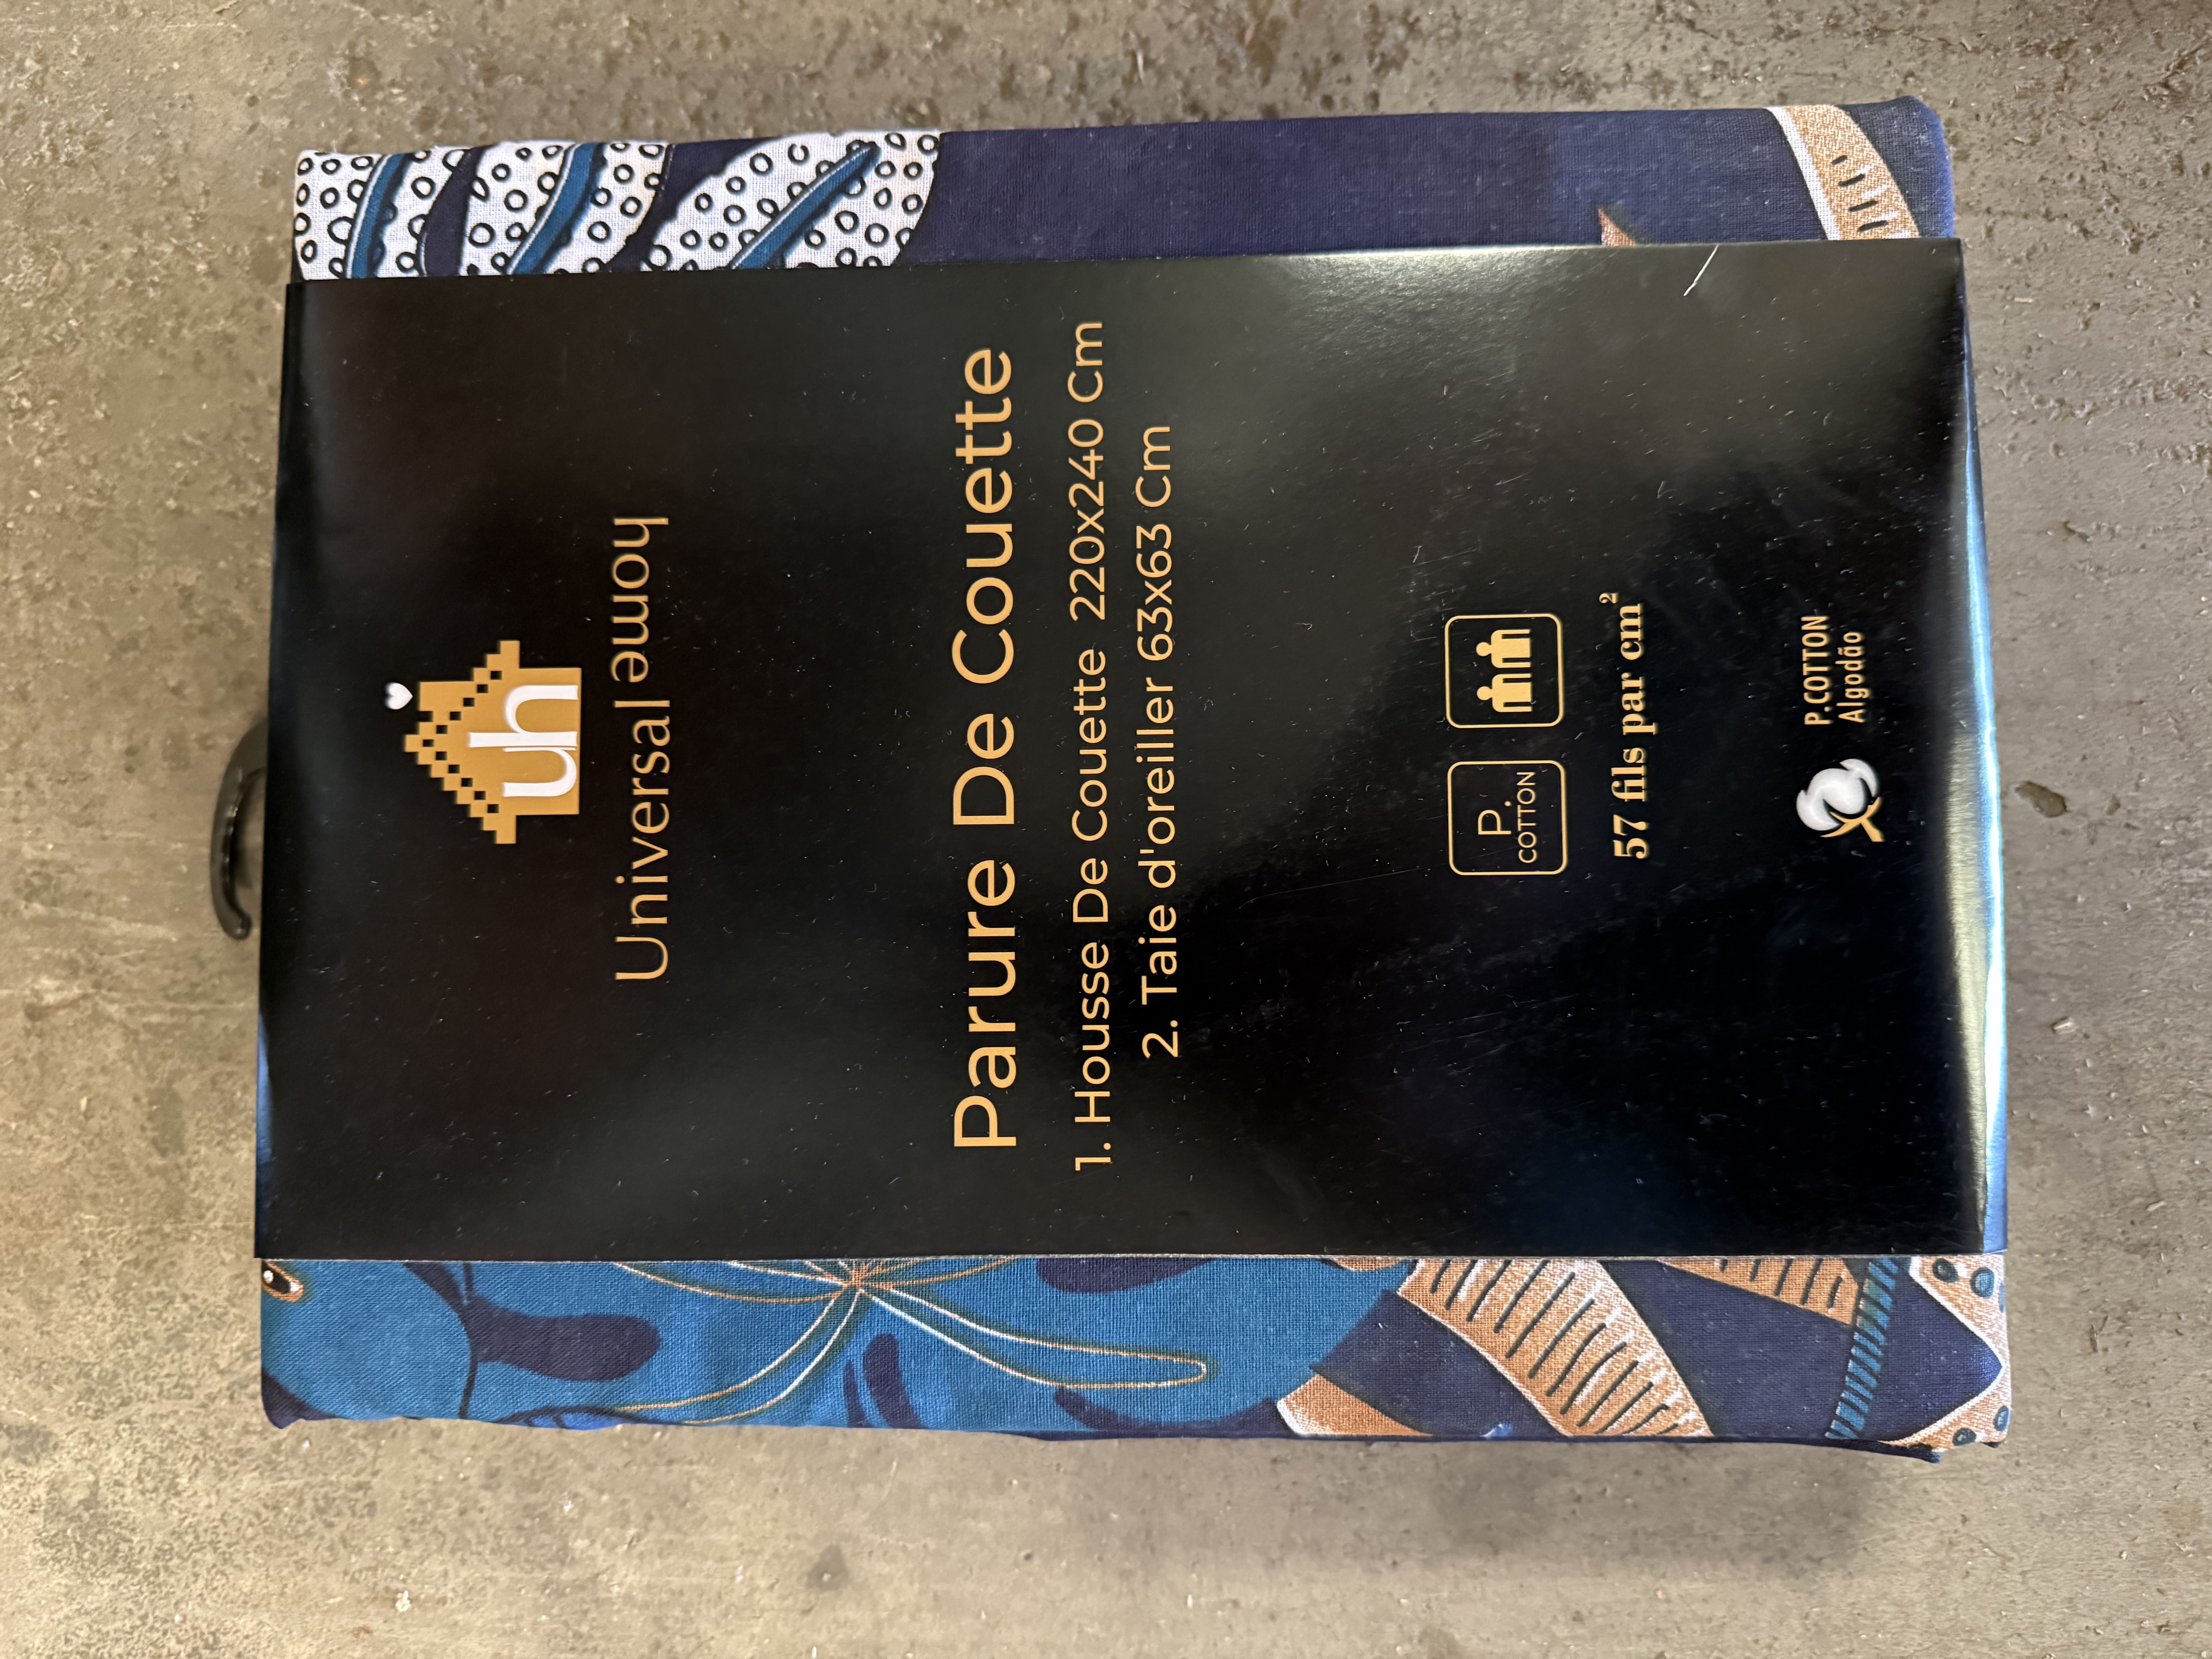 uh
Universal home
Parure De Couette
1. Housse De Couette 220x240 Cm
2. Taie d'oreiller 63x63 Cm
P.
COTTON
57 fils par cm²
P.COTTON
Algodão